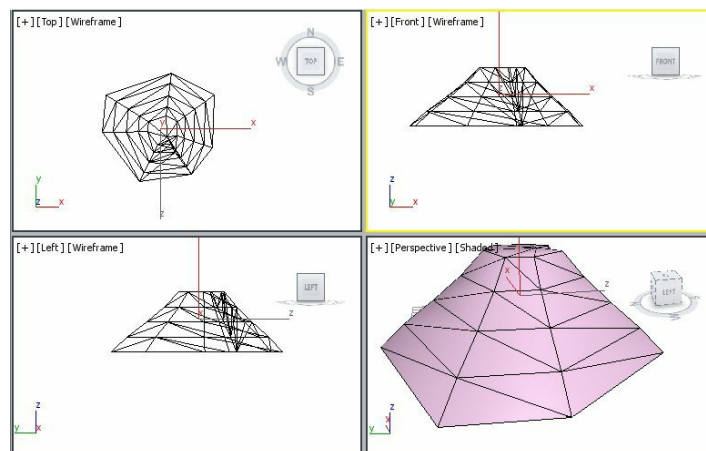 [+] [Top] [Wireframe]
N
W
TOP
E
S
y
x
z
y
z
x
[+] [Front] [Wireframe]
FRONT
z
x
z
y
x
[+] [Left] [Wireframe]
LEFT
x
z
z
y
x
[+] [Perspective] [Shaded]
LEFT
x
z
z
x
y